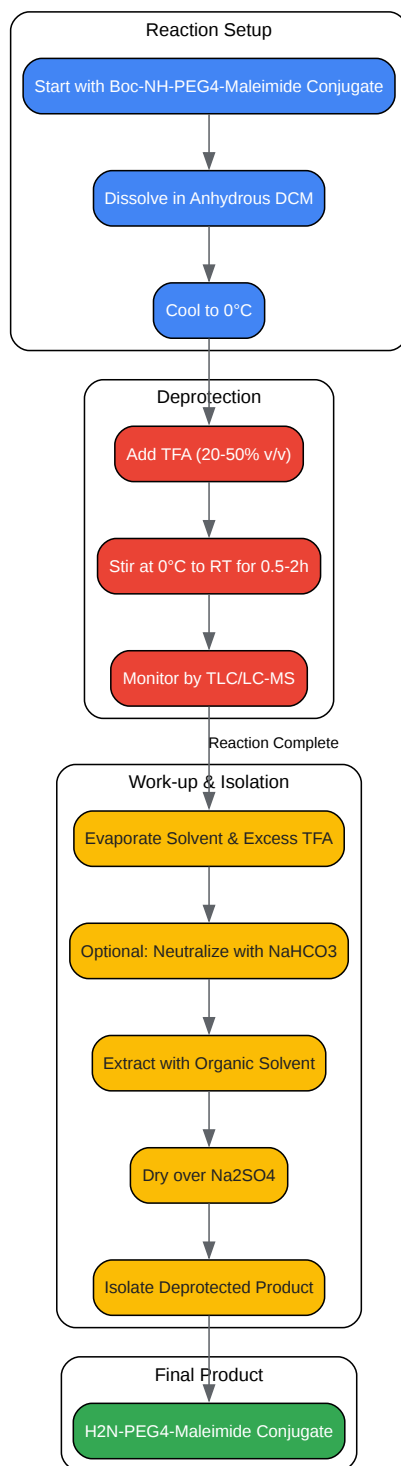 Reaction Setup
Start with Boc-NH-PEG4-Maleimide Conjugate
Dissolve in Anhydrous DCM
Cool to 0°C
Deprotection
Add TFA (20-50% v/v)
Stir at 0°C to RT for 0.5-2h
Monitor by TLC/LC-MS
Reaction Complete
Work-up & Isolation
Evaporate Solvent & Excess TFA
Optional: Neutralize with NaHCO3
Extract with Organic Solvent
Dry over Na2SO4
Isolate Deprotected Product
Final Product
H2N-PEG4-Maleimide Conjugate